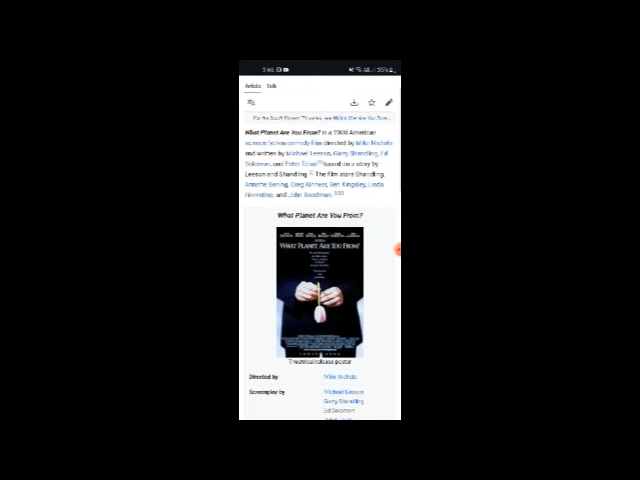 Article Talk
What Planet Are You From? is a 2000 American
science fiction comedy film directed by Mike Nichols
and written by Michael Leeson, Garry Shandling, Ed
Solomon, and Peter Tolan based on a story by
Leeson and Shandling. The film stars Shandling,
Annette Bening, Greg Kinnear, Ben Kingsley, Linda
Fiorentino, and John Goodman.
What Planet Are You From?
WHAT PLANET ARE YOU FROM?
Theatrical release poster
Directed by Mike Nichols
Screenplay by Michael Leeson
Garry Shandling
Ed Solomon